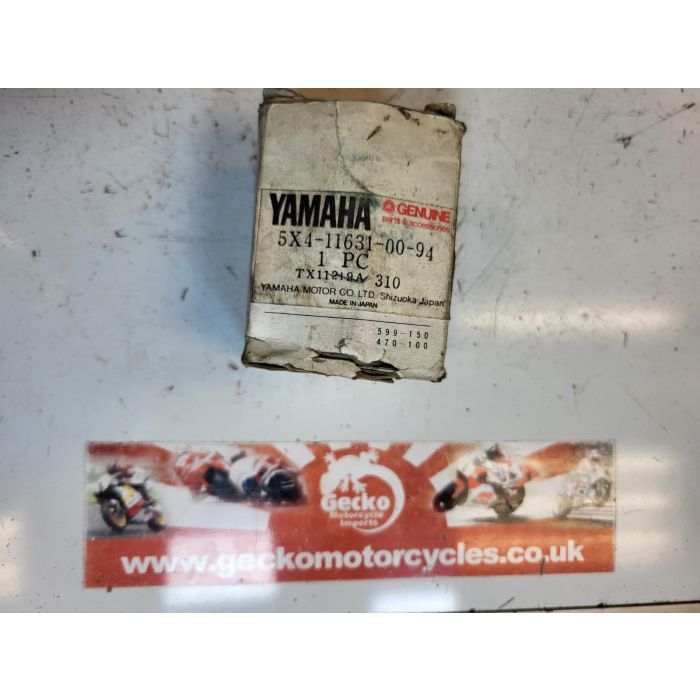 YAMAHA GENUINE
parts & accessories
5X4-11631-00-94
1 PC
TX11219A 310
YAMAHA MOTOR CO. LTD. Shizuoka Japan
MADE IN JAPAN
599-150
470-100
Gecko
Motorcycle
Imports
www.geckomotorcycles.co.uk